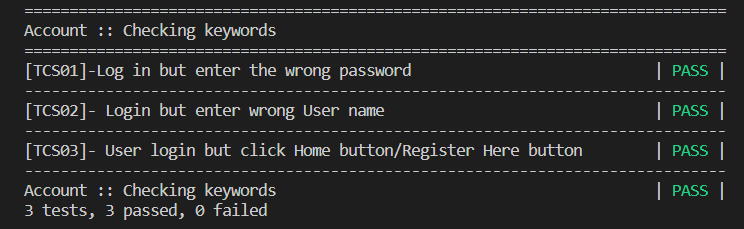 ==============================================================================
Account :: Checking keywords
==============================================================================
[TCS01]-Log in but enter the wrong password                           | PASS |
------------------------------------------------------------------------------
[TCS02]- Login but enter wrong User name                              | PASS |
------------------------------------------------------------------------------
[TCS03]- User login but click Home button/Register Here button        | PASS |
------------------------------------------------------------------------------
Account :: Checking keywords                                          | PASS |
3 tests, 3 passed, 0 failed